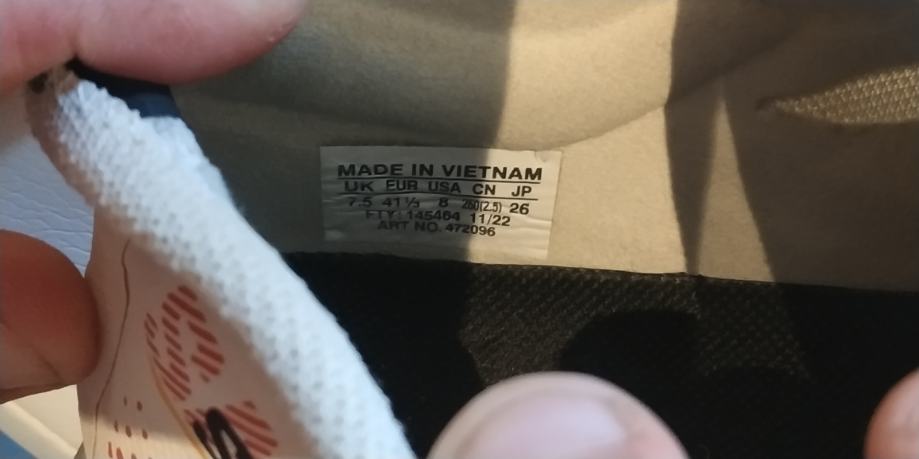 MADE IN VIETNAM
UK EUR USA CN JP
7.5 41⅓ 8 260(2.5) 26
FTY: 145464 11/22
ART NO. 472096